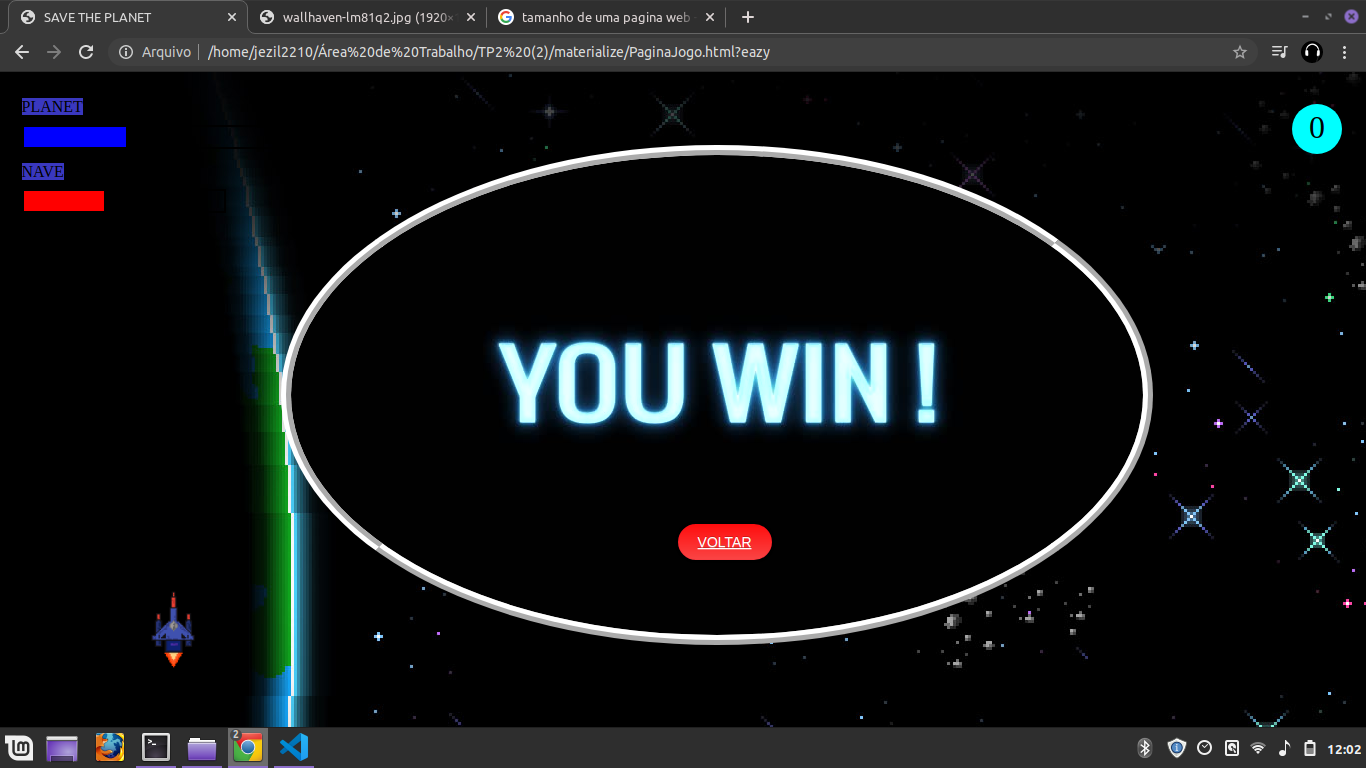 SAVE THE PLANET
wallhaven-lm81q2.jpg (1920×
tamanho de uma pagina web
Arquivo | /home/jezil2210/Área%20de%20Trabalho/TP2%20(2)/materialize/PaginaJogo.html?eazy
PLANET
0
NAVE
YOU WIN !
VOLTAR
2
12:02